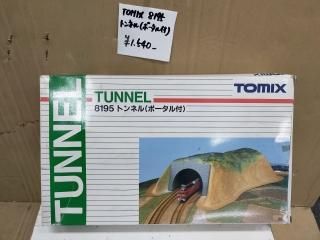 TOMIX 8195
トンネル(ポータル付)
¥1,540-
TUNNEL
TUNNEL
TOMIX
8195 トンネル(ポータル付)